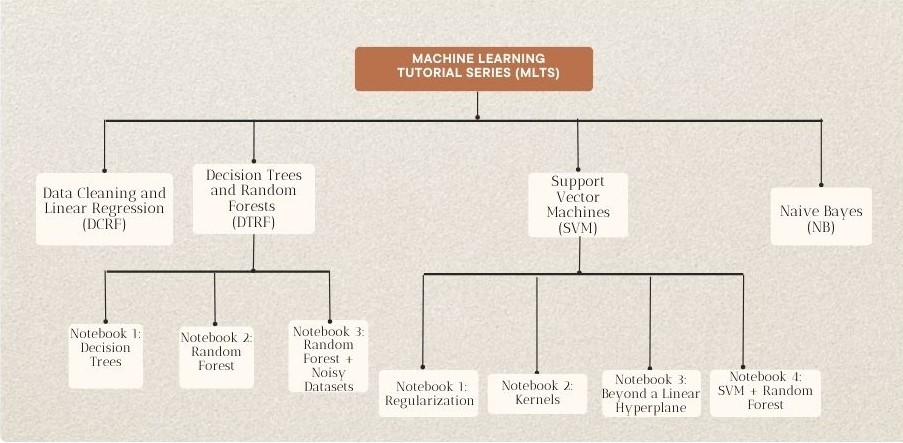 MACHINE LEARNING
TUTORIAL SERIES (MLTS)
Data Cleaning and
Linear Regression
(DCRF)
Decision Trees
and Random
Forests
(DTRF)
Support
Vector
Machines
(SVM)
Naive Bayes
(NB)
Notebook 1:
Decision
Trees
Notebook 2:
Random
Forest
Notebook 3:
Random
Forest +
Noisy
Datasets
Notebook 1:
Regularization
Notebook 2:
Kernels
Notebook 3:
Beyond a Linear
Hyperplane
Notebook 4:
SVM + Random
Forest